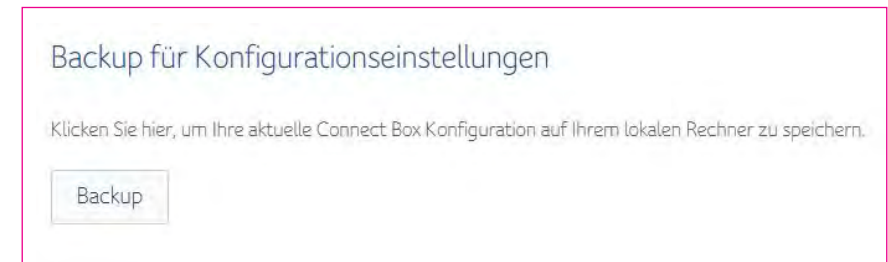 Backup für Konfigurationseinstellungen
Klicken Sie hier, um Ihre aktuelle Connect Box Konfiguration auf Ihrem lokalen Rechner zu speichern.
Backup